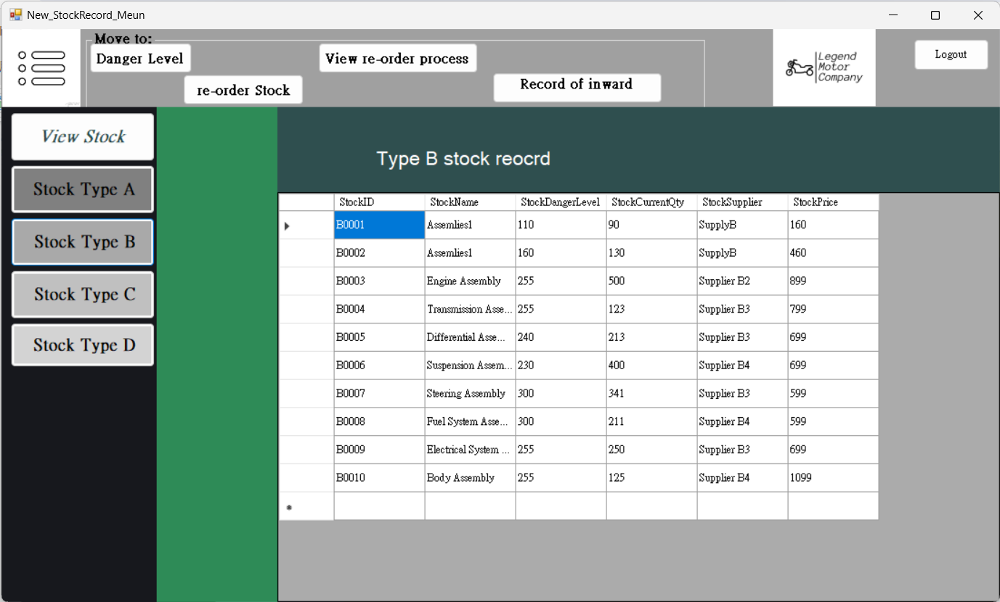 New_StockRecord_Meun
Move to:
Danger Level
View re-order process
re-order Stock
Record of inward
Legend
Motor
Company
Logout
View Stock
Stock Type A
Stock Type B
Stock Type C
Stock Type D
Type B stock reocrd
StockID StockName StockDangerLevel StockCurrentQty StockSupplier StockPrice
B0001 Assemlies1 110 90 SupplyB 160
B0002 Assemlies1 160 130 SupplyB 460
B0003 Engine Assembly 255 500 Supplier B2 899
B0004 Transmission Asse... 255 123 Supplier B3 799
B0005 Differential Asse... 240 213 Supplier B3 699
B0006 Suspension Assem... 230 400 Supplier B4 699
B0007 Steering Assembly 300 341 Supplier B3 599
B0008 Fuel System Asse... 300 211 Supplier B4 599
B0009 Electrical System ... 255 250 Supplier B3 699
B0010 Body Assembly 255 125 Supplier B4 1099